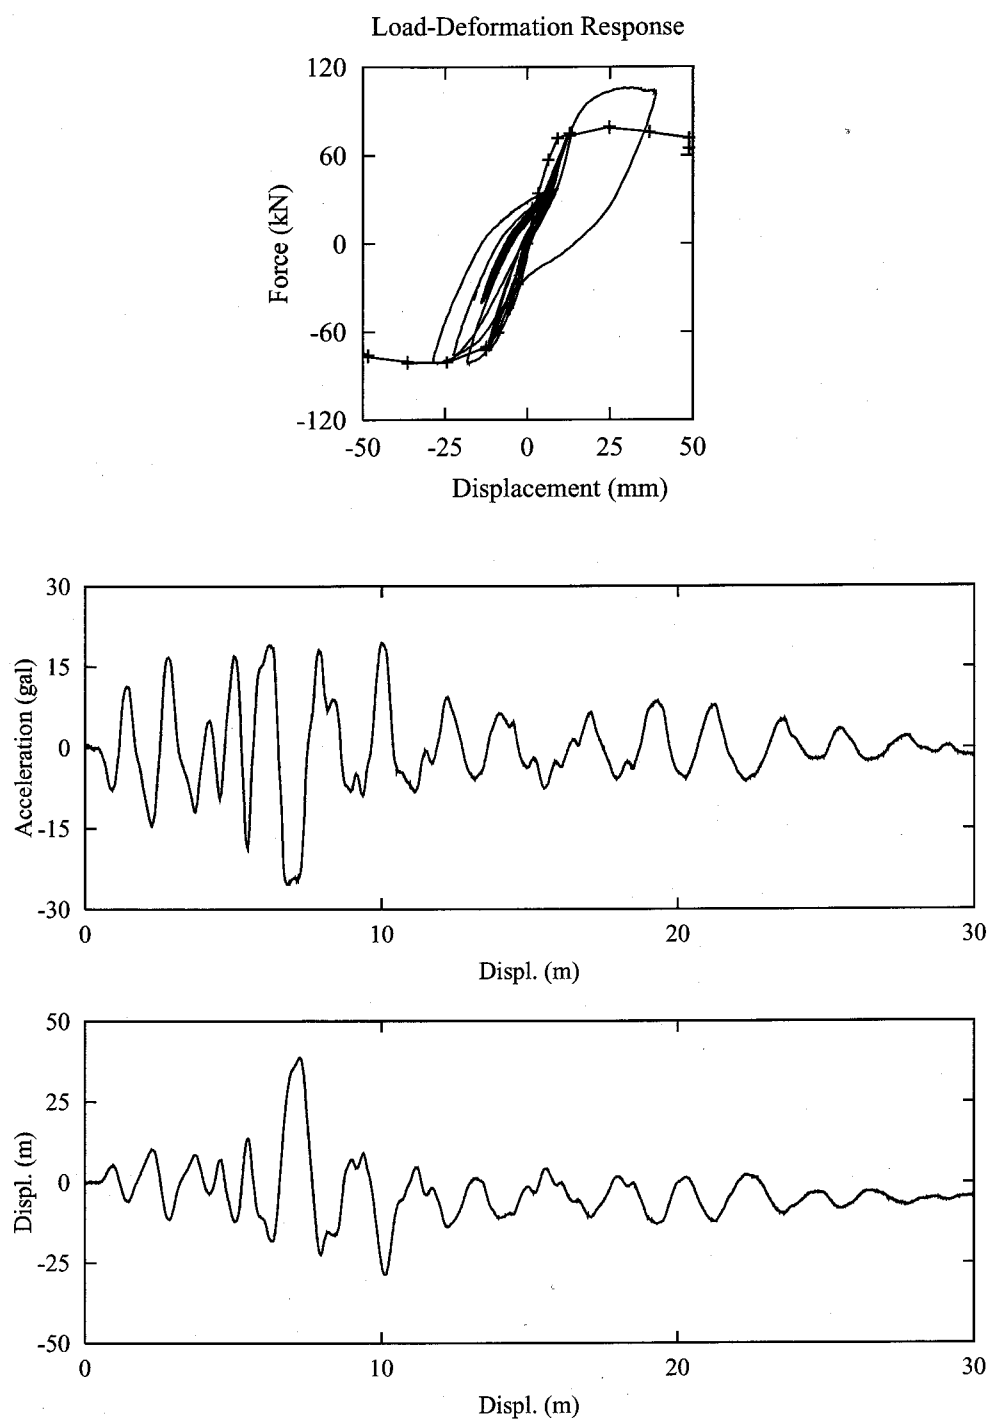 Load-Deformation Response
120
60
0
-60
-120
Force (kN)
-50 -25 0 25 50
Displacement (mm)
30
15
0
-15
-30
Acceleration (gal)
0 10 20 30
Displ. (m)
50
25
0
-25
-50
Displ. (m)
0 10 20 30
Displ. (m)